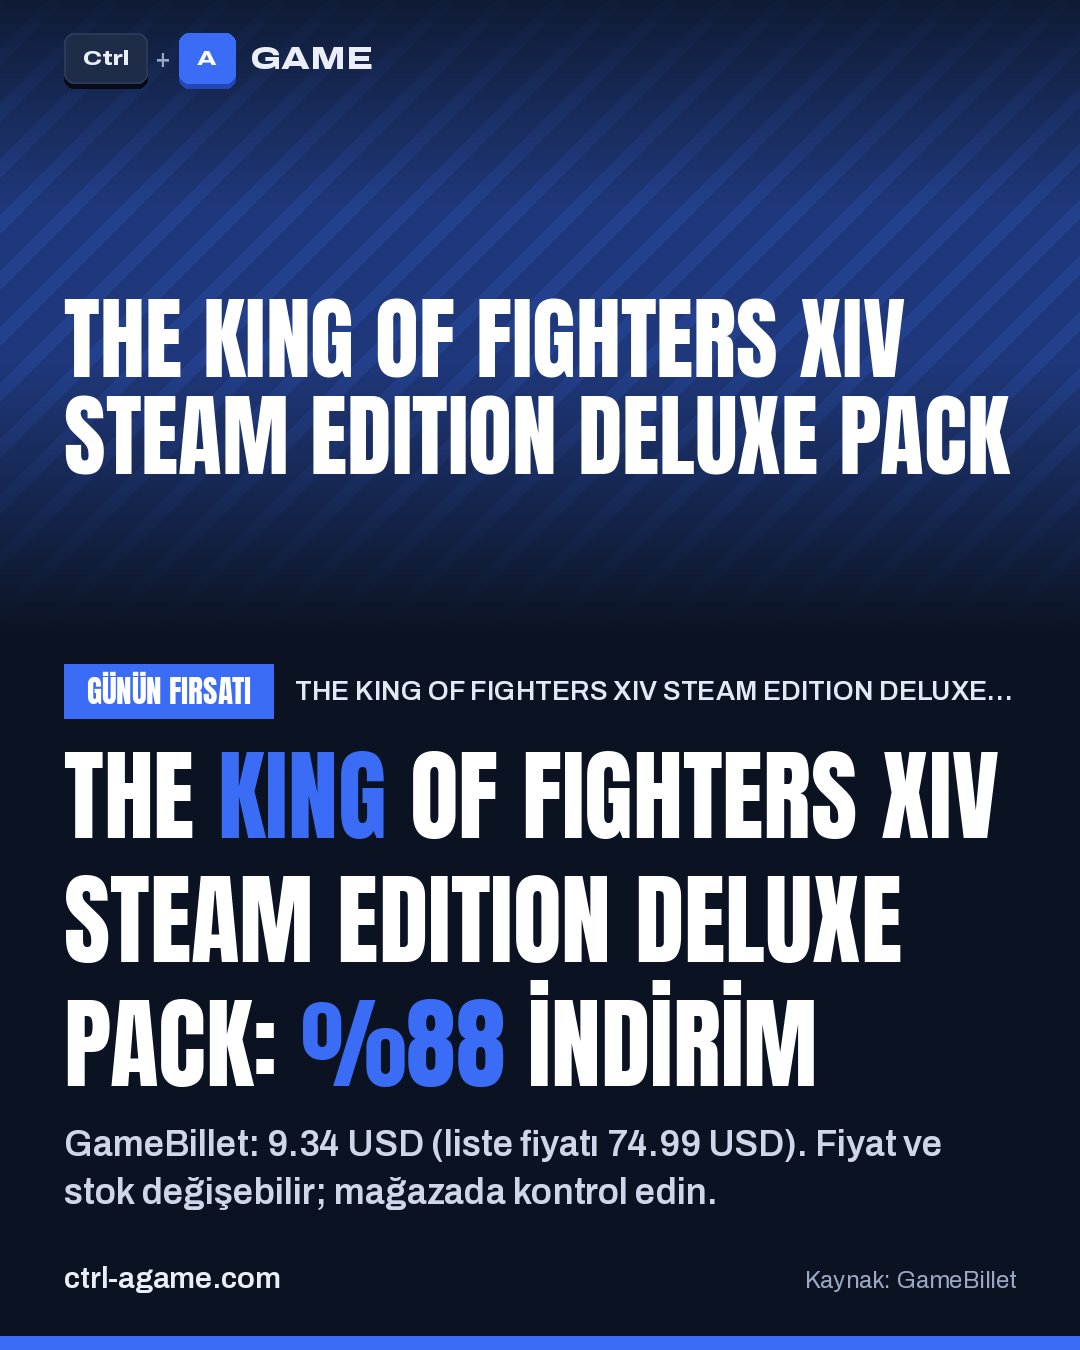 Ctrl + A GAME
THE KING OF FIGHTERS XIV
STEAM EDITION DELUXE PACK
GÜNÜN FIRSATI THE KING OF FIGHTERS XIV STEAM EDITION DELUXE...
THE KING OF FIGHTERS XIV
STEAM EDITION DELUXE
PACK: %88 İNDİRİM
GameBillet: 9.34 USD (liste fiyatı 74.99 USD). Fiyat ve
stok değişebilir; mağazada kontrol edin.
ctrl-agame.com Kaynak: GameBillet